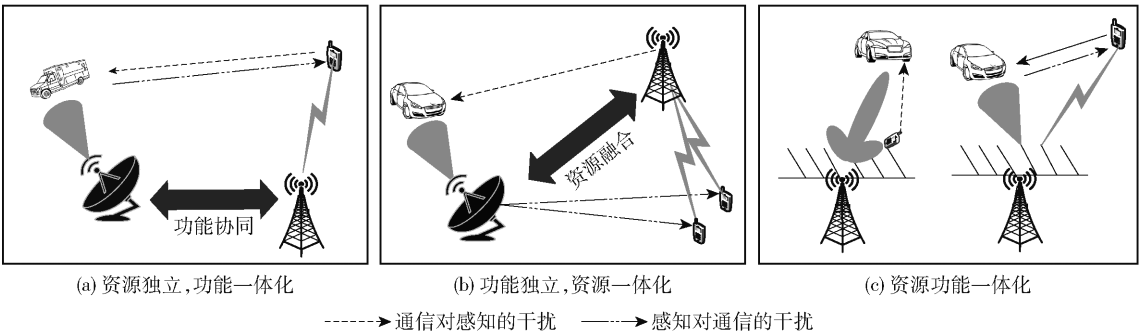 功能协同
资源融合
(a) 资源独立,功能一体化
(b) 功能独立,资源一体化
(c) 资源功能一体化
通信对感知的干扰
感知对通信的干扰